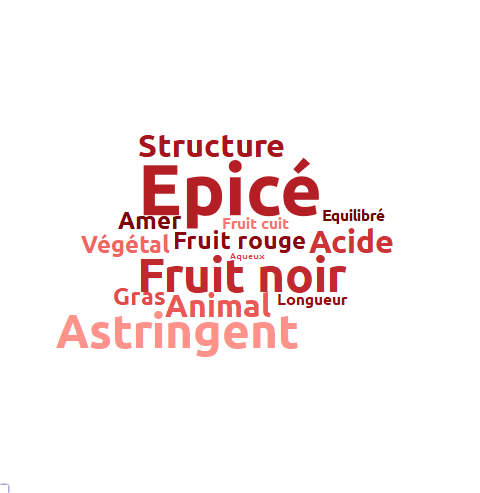 Structure
Epicé
Equilibré
Amer
Fruit cuit
Végétal
Fruit rouge
Acide
Aqueux
Fruit noir
Gras
Animal
Longueur
Astringent